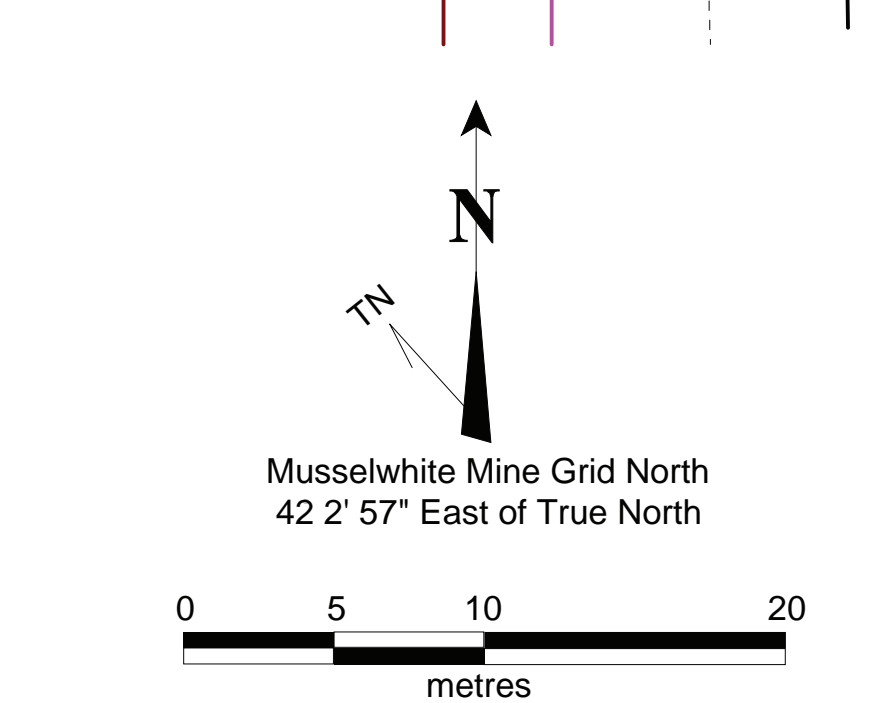 N
TN
Musselwhite Mine Grid North
42 2' 57" East of True North
0 5 10 20
metres